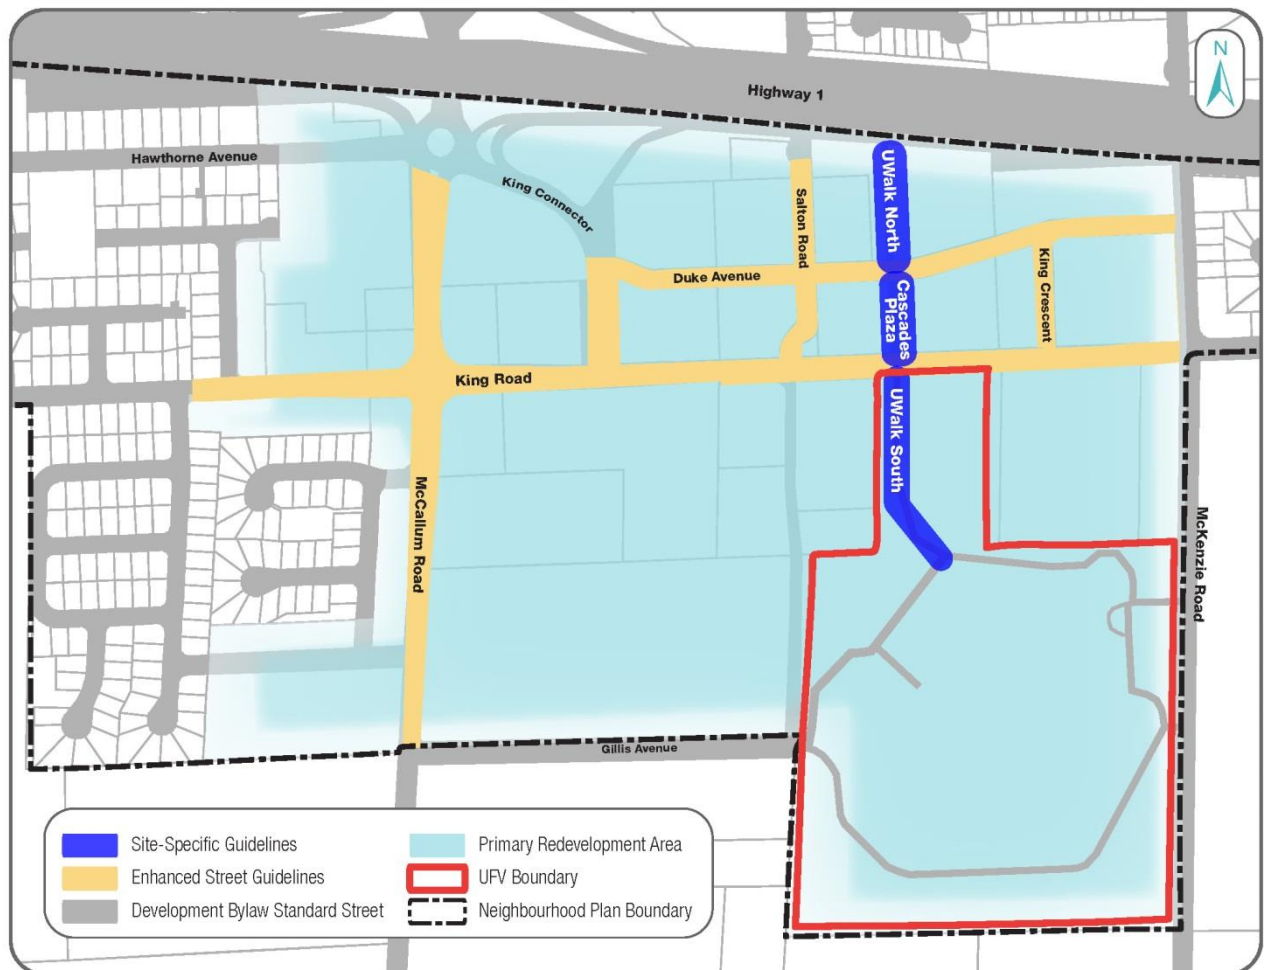 N
Highway 1
Hawthorne Avenue
King Connector
Salton Road
UWalk North
Duke Avenue
King Crescent
Cascades
Plaza
King Road
UWalk South
McCallum Road
McKenzie Road
Gillis Avenue
Site-Specific Guidelines
Primary Redevelopment Area
Enhanced Street Guidelines
UFV Boundary
Development Bylaw Standard Street
Neighbourhood Plan Boundary